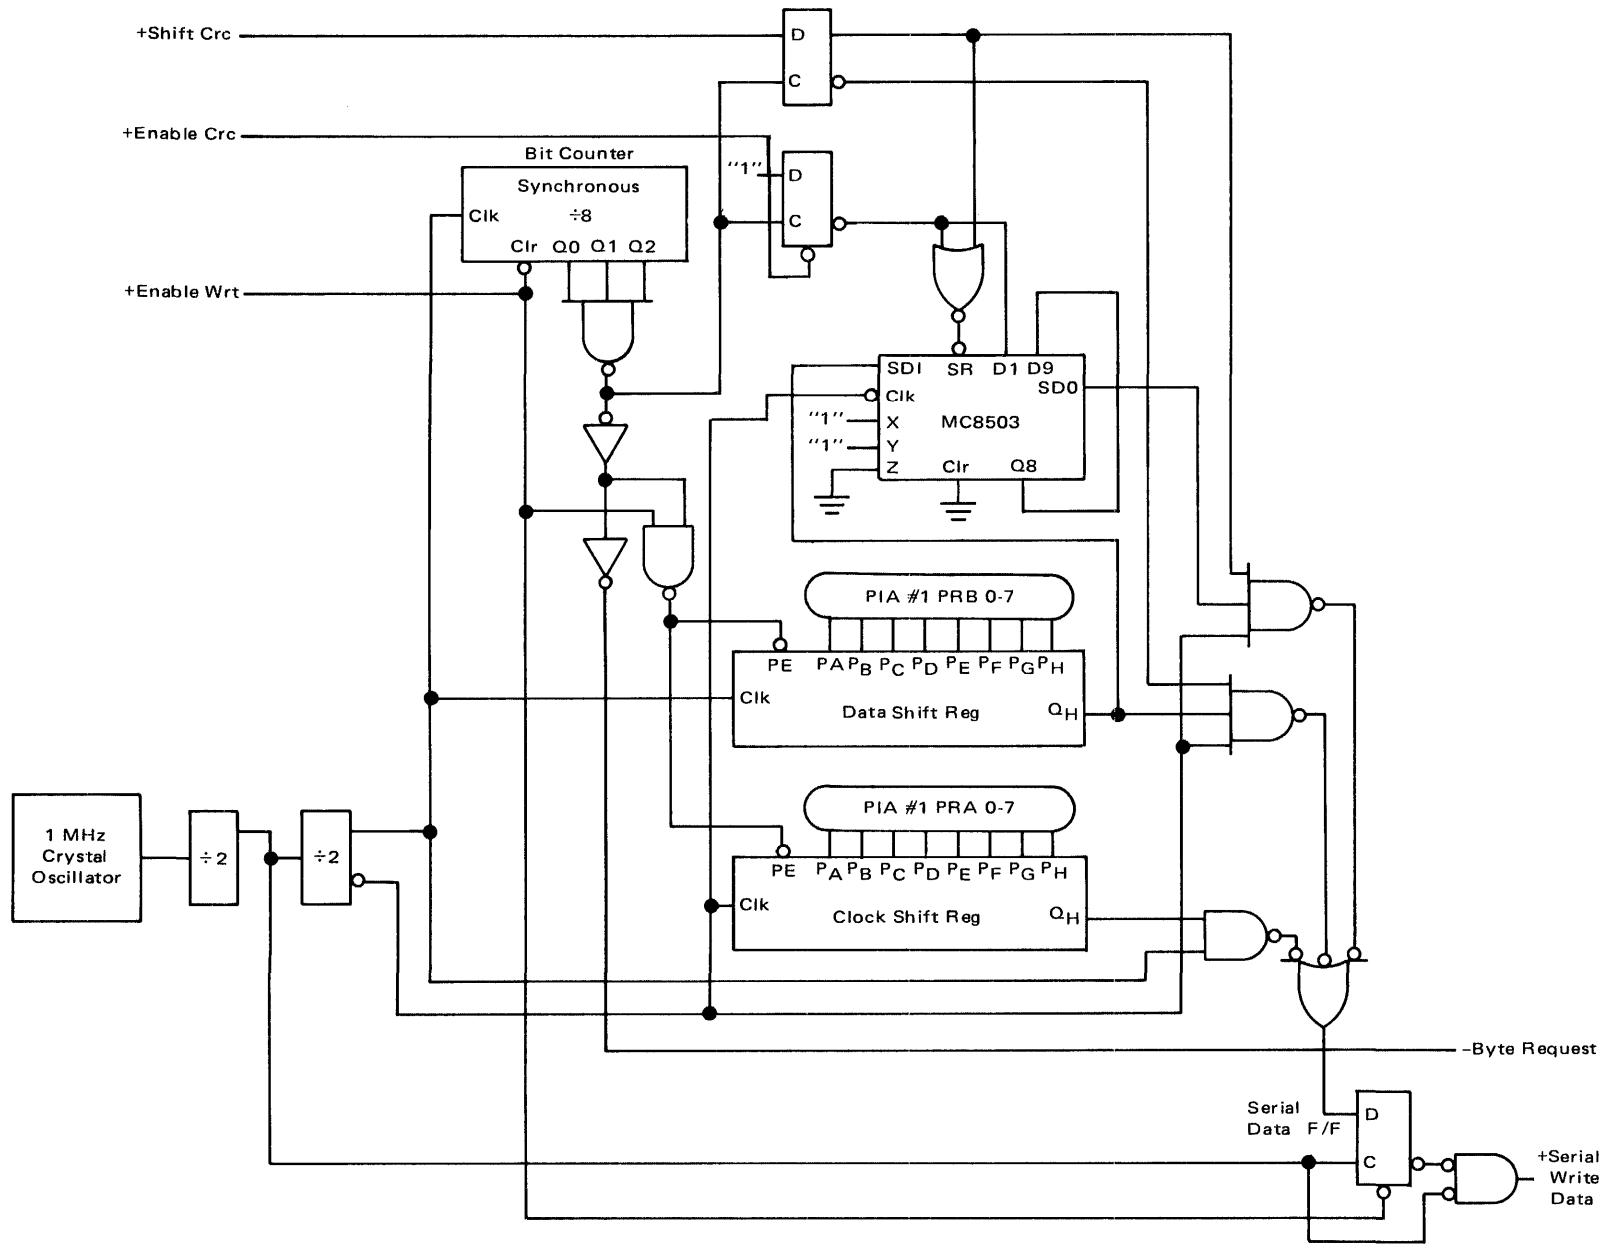 +Shift Crc
D
C
+Enable Crc
Bit Counter
"1"
D
C
Synchronous
÷8
Clk
Clr Q0 Q1 Q2
+Enable Wrt
SDI SR D1 D9
SD0
Clk
"1" X MC8503
"1" Y
Z Clr Q8
PIA #1 PRB 0-7
PE PA PB PC PD PE PF PG PH
Clk
Data Shift Reg
QH
PIA #1 PRA 0-7
1 MHz
Crystal
Oscillator
÷2
÷2
PE PA PB PC PD PE PF PG PH
Clk
Clock Shift Reg
QH
-Byte Request
Serial
Data F/F
D
C
+Serial
Write
Data